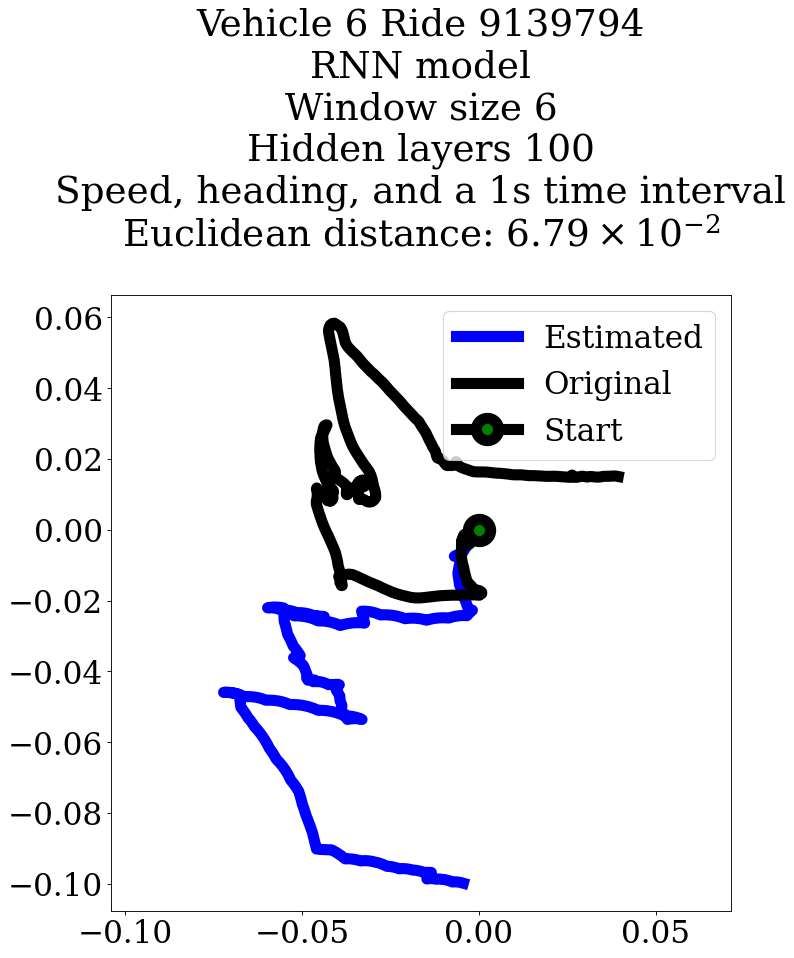 Vehicle 6 Ride 9139794
RNN model
Window size 6
Hidden layers 100
Speed, heading, and a 1s time interval
Euclidean distance: 6.79 × 10⁻²
Estimated
Original
Start
0.06
0.04
0.02
0.00
−0.02
−0.04
−0.06
−0.08
−0.10
−0.10
−0.05
0.00
0.05